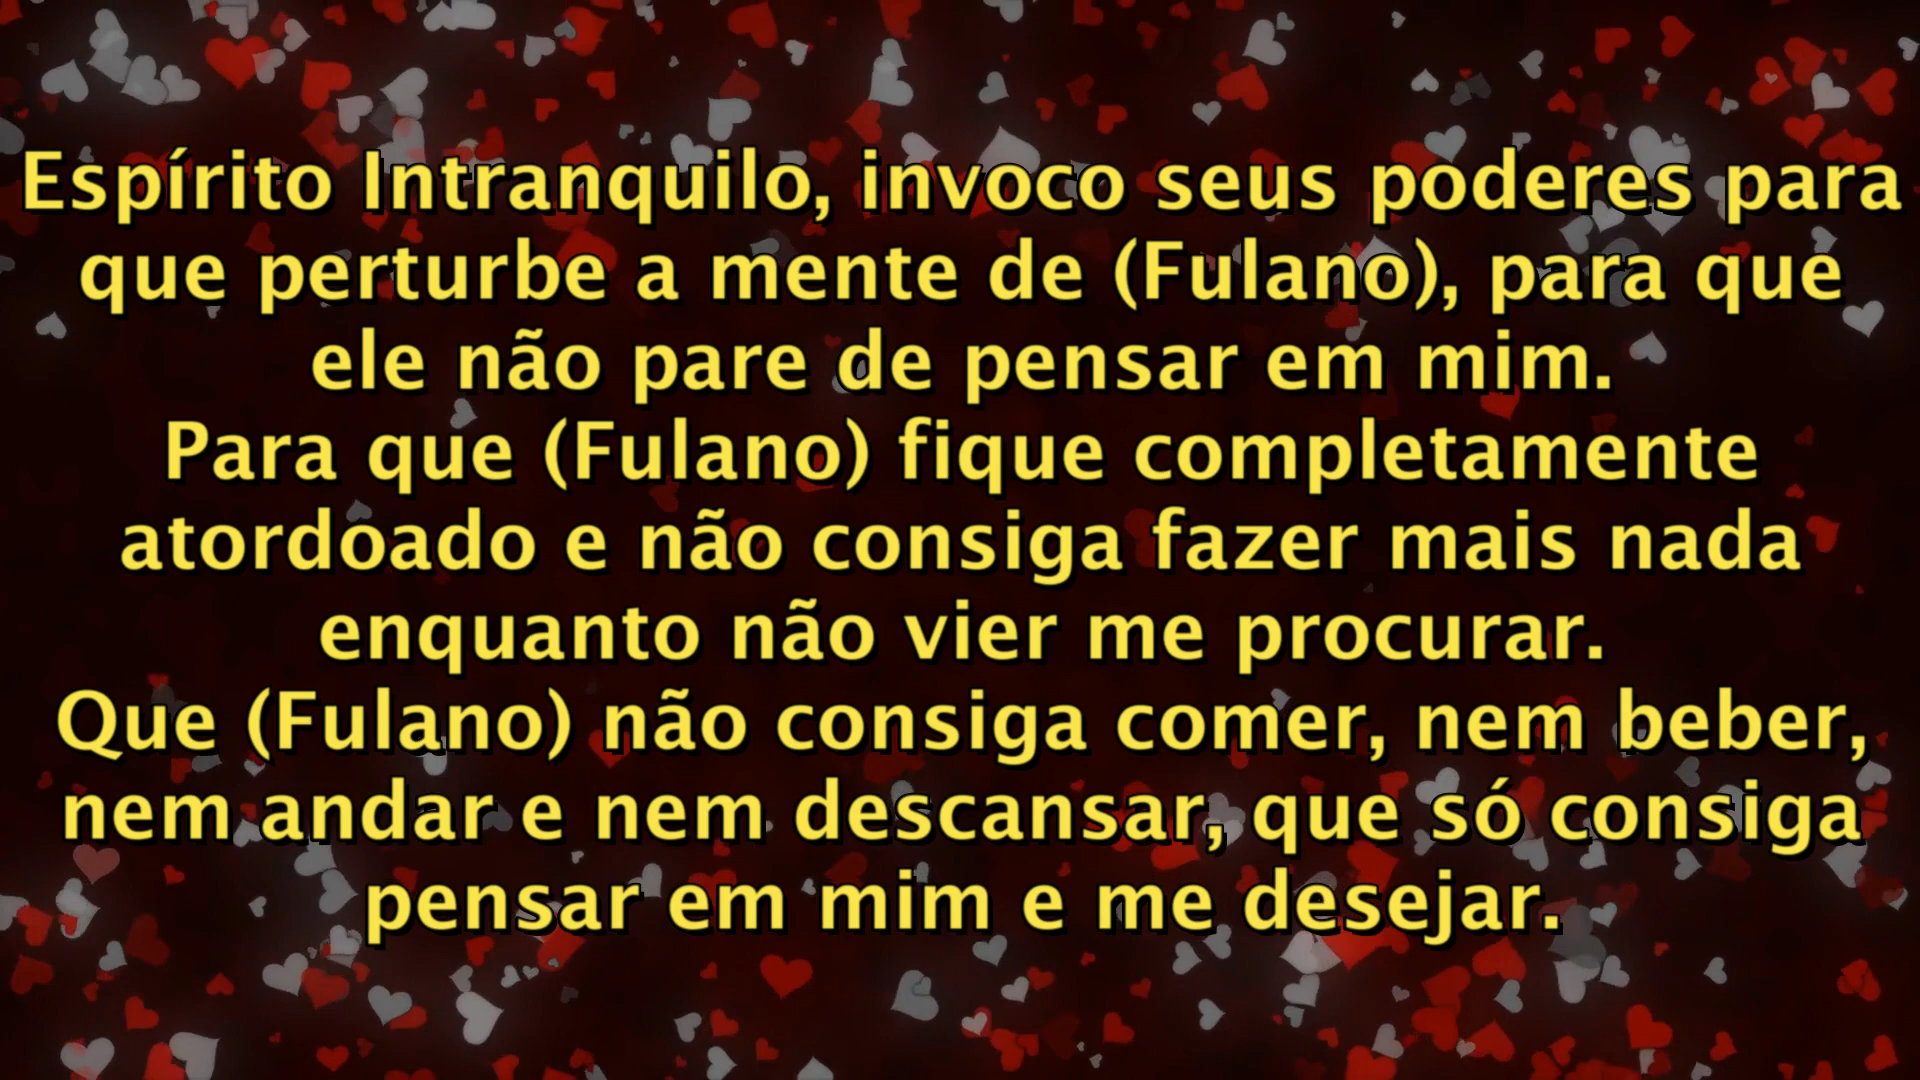 Espírito Intranquilo, invoco seus poderes para
que perturbe a mente de (Fulano), para que
ele não pare de pensar em mim.
Para que (Fulano) fique completamente
atordoado e não consiga fazer mais nada
enquanto não vier me procurar.
Que (Fulano) não consiga comer, nem beber,
nem andar e nem descansar, que só consiga
pensar em mim e me desejar.